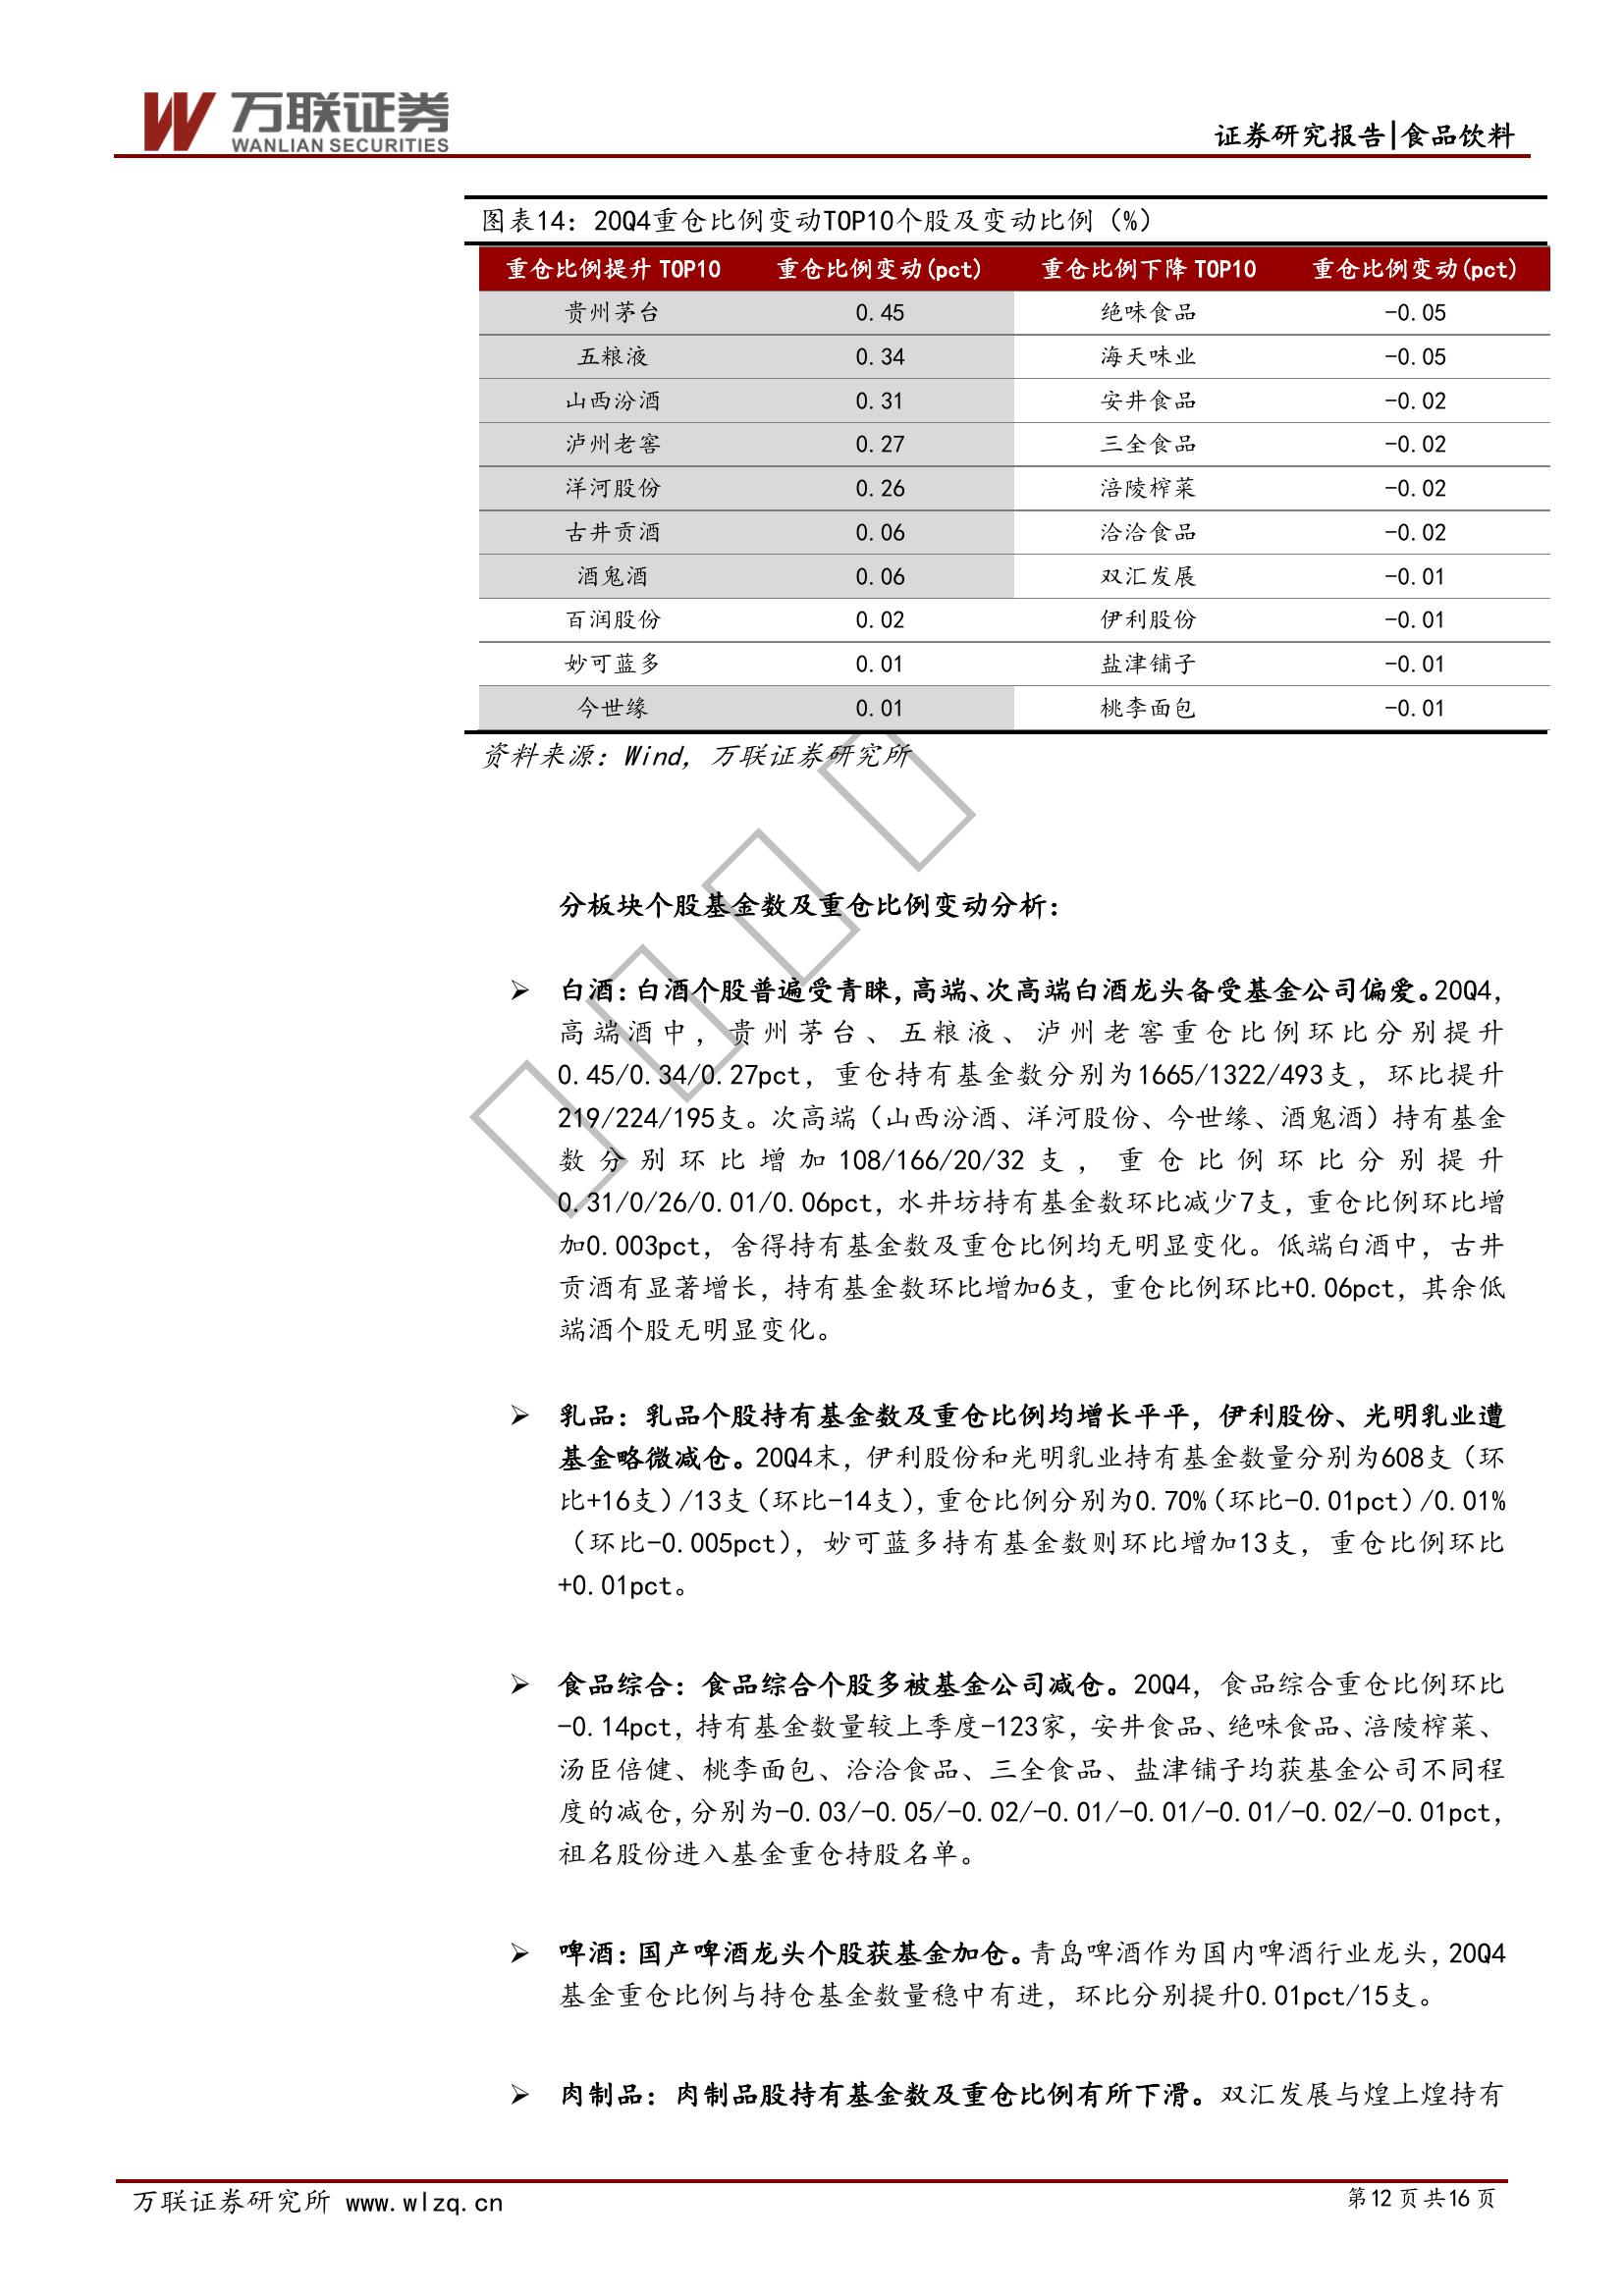 万联证券
WANLIAN SECURITIES
证券研究报告|食品饮料
图表14：20Q4重仓比例变动TOP10个股及变动比例（%）
重仓比例提升 TOP10 重仓比例变动(pct) 重仓比例下降 TOP10 重仓比例变动(pct)
贵州茅台 0.45 绝味食品 -0.05
五粮液 0.34 海天味业 -0.05
山西汾酒 0.31 安井食品 -0.02
泸州老窖 0.27 三全食品 -0.02
洋河股份 0.26 涪陵榨菜 -0.02
古井贡酒 0.06 洽洽食品 -0.02
酒鬼酒 0.06 双汇发展 -0.01
百润股份 0.02 伊利股份 -0.01
妙可蓝多 0.01 盐津铺子 -0.01
今世缘 0.01 桃李面包 -0.01
资料来源：Wind，万联证券研究所
分板块个股基金数及重仓比例变动分析：
➢ 白酒：白酒个股普遍受青睐，高端、次高端白酒龙头备受基金公司偏爱。20Q4，
高端酒中，贵州茅台、五粮液、泸州老窖重仓比例环比分别提升
0.45/0.34/0.27pct，重仓持有基金数分别为1665/1322/493支，环比提升
219/224/195支。次高端（山西汾酒、洋河股份、今世缘、酒鬼酒）持有基金
数分别环比增加108/166/20/32支，重仓比例环比分别提升
0.31/0/26/0.01/0.06pct，水井坊持有基金数环比减少7支，重仓比例环比增
加0.003pct，舍得持有基金数及重仓比例均无明显变化。低端白酒中，古井
贡酒有显著增长，持有基金数环比增加6支，重仓比例环比+0.06pct，其余低
端酒个股无明显变化。
➢ 乳品：乳品个股持有基金数及重仓比例均增长平平，伊利股份、光明乳业遭
基金略微减仓。20Q4末，伊利股份和光明乳业持有基金数量分别为608支（环
比+16支）/13支（环比-14支），重仓比例分别为0.70%（环比-0.01pct）/0.01%
（环比-0.005pct），妙可蓝多持有基金数则环比增加13支，重仓比例环比
+0.01pct。
➢ 食品综合：食品综合个股多被基金公司减仓。20Q4，食品综合重仓比例环比
-0.14pct，持有基金数量较上季度-123家，安井食品、绝味食品、涪陵榨菜、
汤臣倍健、桃李面包、洽洽食品、三全食品、盐津铺子均获基金公司不同程
度的减仓，分别为-0.03/-0.05/-0.02/-0.01/-0.01/-0.01/-0.02/-0.01pct，
祖名股份进入基金重仓持股名单。
➢ 啤酒：国产啤酒龙头个股获基金加仓。青岛啤酒作为国内啤酒行业龙头，20Q4
基金重仓比例与持仓基金数量稳中有进，环比分别提升0.01pct/15支。
➢ 肉制品：肉制品股持有基金数及重仓比例有所下滑。双汇发展与煌上煌持有
万联证券研究所 www.wlzq.cn
第12页共16页